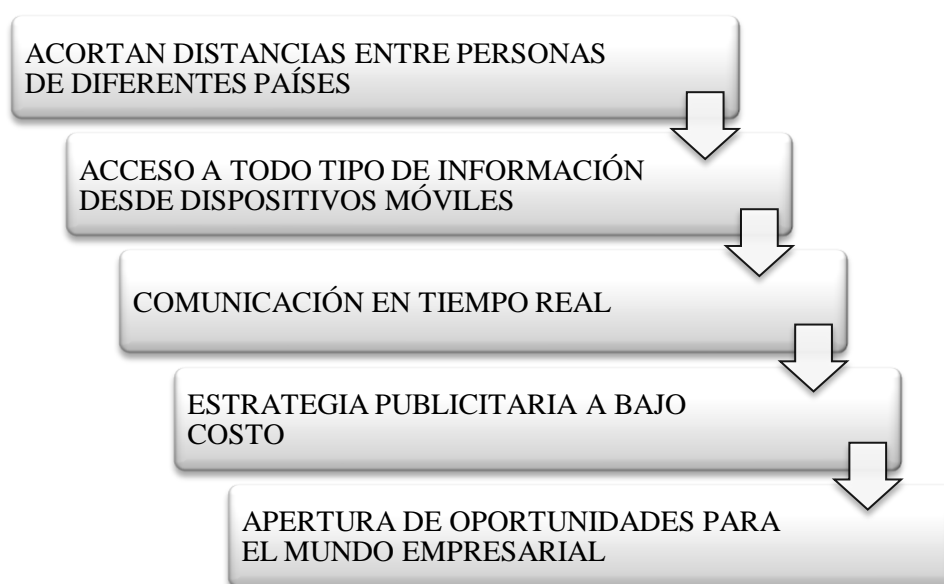 ACORTAN DISTANCIAS ENTRE PERSONAS
DE DIFERENTES PAÍSES
ACCESO A TODO TIPO DE INFORMACIÓN
DESDE DISPOSITIVOS MÓVILES
COMUNICACIÓN EN TIEMPO REAL
ESTRATEGIA PUBLICITARIA A BAJO
COSTO
APERTURA DE OPORTUNIDADES PARA
EL MUNDO EMPRESARIAL